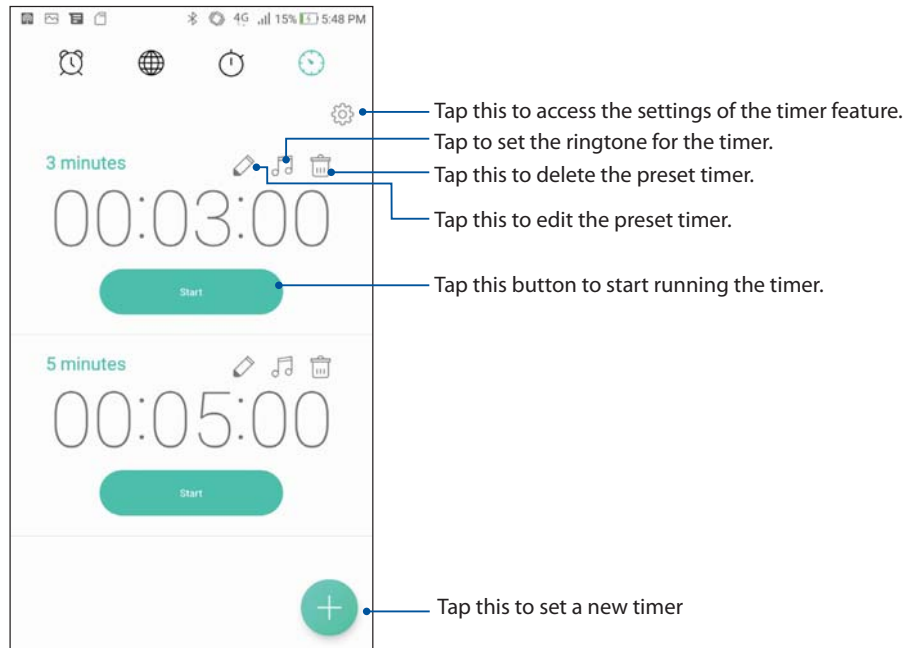 4G 15% 5:48 PM
Tap this to access the settings of the timer feature.
Tap to set the ringtone for the timer.
3 minutes
Tap this to delete the preset timer.
00:03:00
Tap this to edit the preset timer.
Start
Tap this button to start running the timer.
5 minutes
00:05:00
Start
Tap this to set a new timer